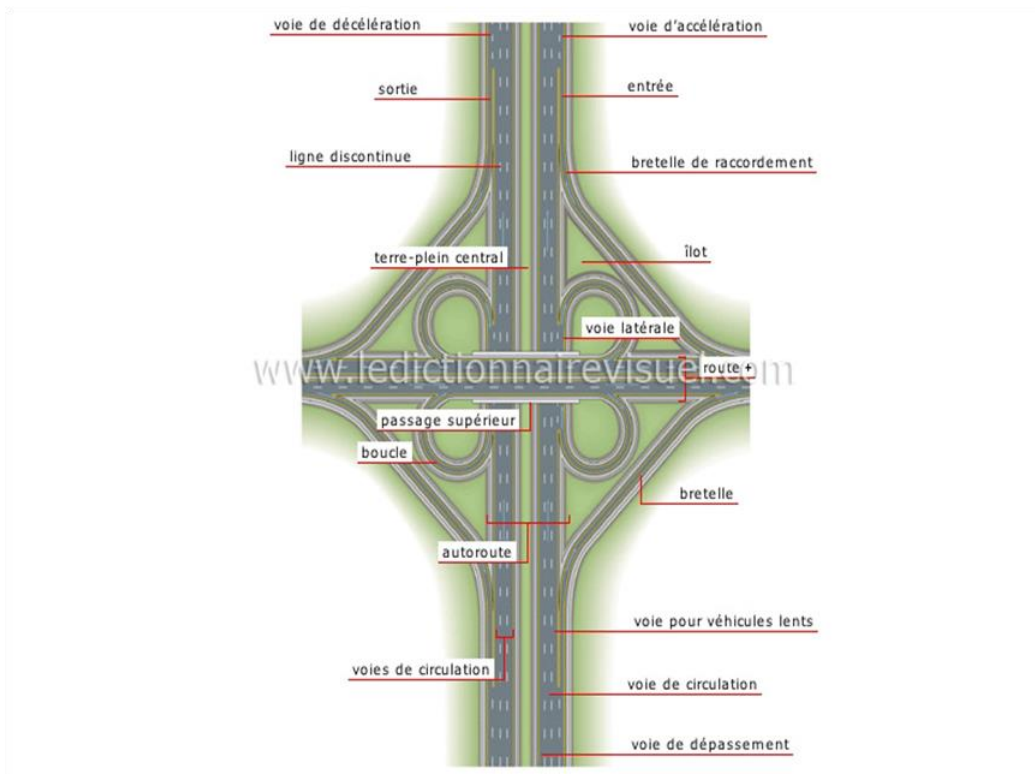 voie de décélération
voie d'accélération
sortie
entrée
ligne discontinue
bretelle de raccordement
terre-plein central
îlot
voie latérale
www.ledictionnairevisuel.com
route +
passage supérieur
boucle
bretelle
autoroute
voie pour véhicules lents
voies de circulation
voie de circulation
voie de dépassement